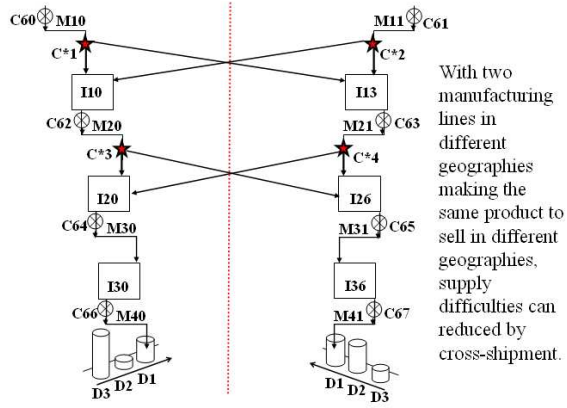 C60 M10 M11 C61
C*1 C*2
I10 I13
C62 M20 M21 C63
C*3 C*4
I20 I26
C64 M30 M31 C65
I30 I36
C66 M40 M41 C67
D3 D2 D1 D1 D2 D3
With two
manufacturing
lines in
different
geographies
making the
same product to
sell in different
geographies,
supply
difficulties can
reduced by
cross-shipment.